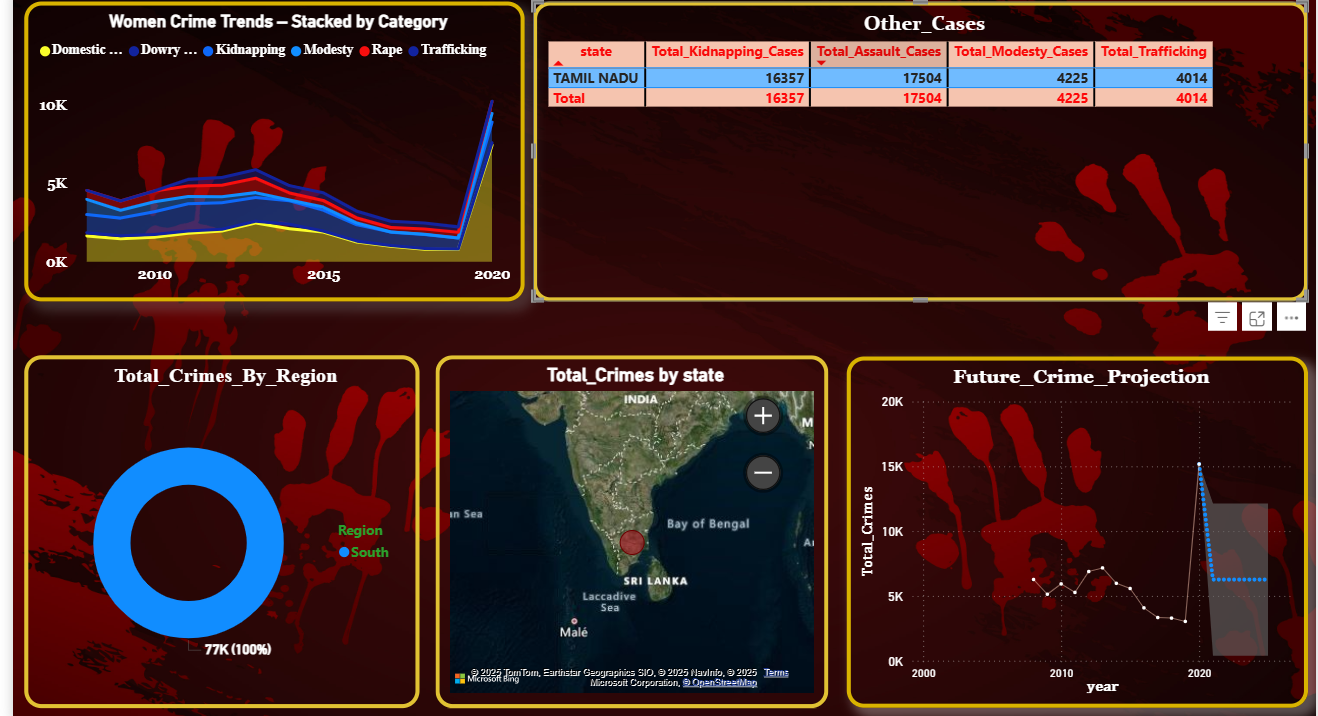 Women Crime Trends – Stacked by Category
Domestic ... Dowry ... Kidnapping Modesty Rape Trafficking
10K
5K
0K
2010 2015 2020
Other_Cases
state Total_Kidnapping_Cases Total_Assault_Cases Total_Modesty_Cases Total_Trafficking
TAMIL NADU 16357 17504 4225 4014
Total 16357 17504 4225 4014
Total_Crimes_By_Region
Region
South
77K (100%)
Total_Crimes by state
INDIA
an Sea
Bay of Bengal
SRI LANKA
Laccadive
Sea
Malé
Microsoft Bing
© 2025 TomTom, Earthstar Geographics SIO, © 2025 NavInfo, © 2025 Terms
Microsoft Corporation, © OpenStreetMap
Future_Crime_Projection
Total_Crimes
20K
15K
10K
5K
0K
2000 2010 2020
year